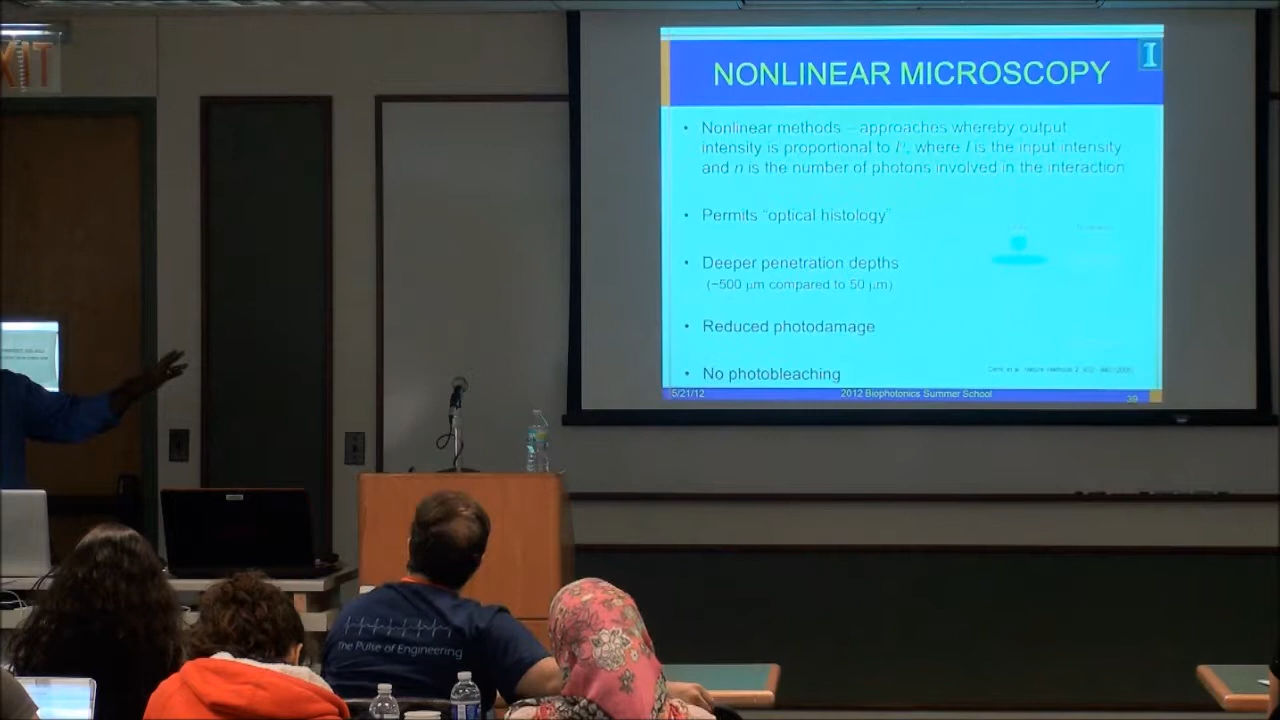 EXIT
I
NONLINEAR MICROSCOPY
• Nonlinear methods – approaches whereby output
intensity is proportional to Iⁿ, where I is the input intensity
and n is the number of photons involved in the interaction
• Permits "optical histology"
• Deeper penetration depths
(~500 µm compared to 50 µm)
• Reduced photodamage
• No photobleaching
5/21/12
2012 Biophotonics Summer School
39
The Pulse of Engineering